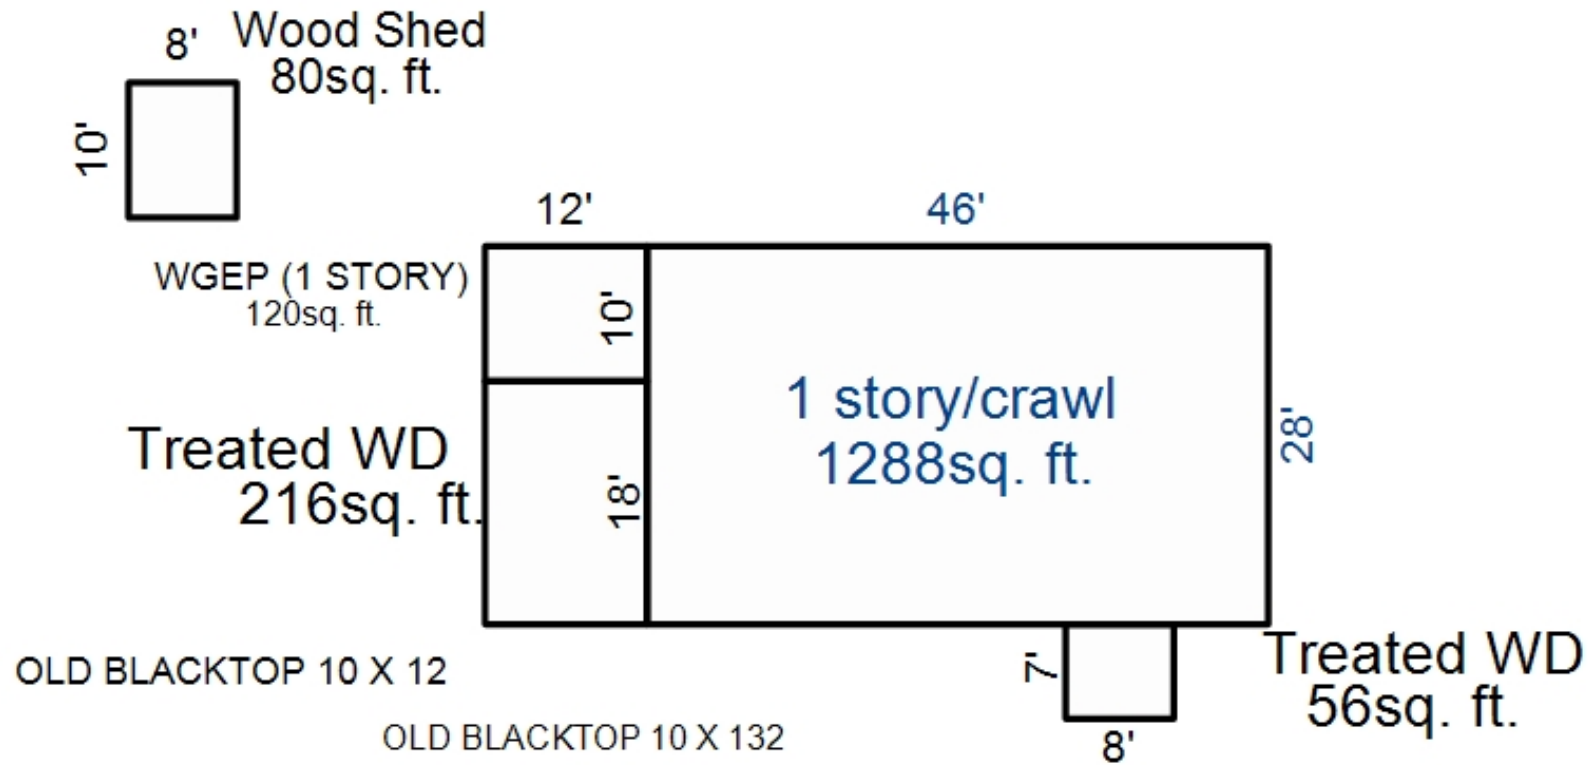 8'
Wood Shed
80sq. ft.
10'
12'
46'
WGEP (1 STORY)
120sq. ft.
10'
1 story/crawl
1288sq. ft.
28'
Treated WD
216sq. ft.
18'
OLD BLACKTOP 10 X 12
7'
Treated WD
56sq. ft.
OLD BLACKTOP 10 X 132
8'